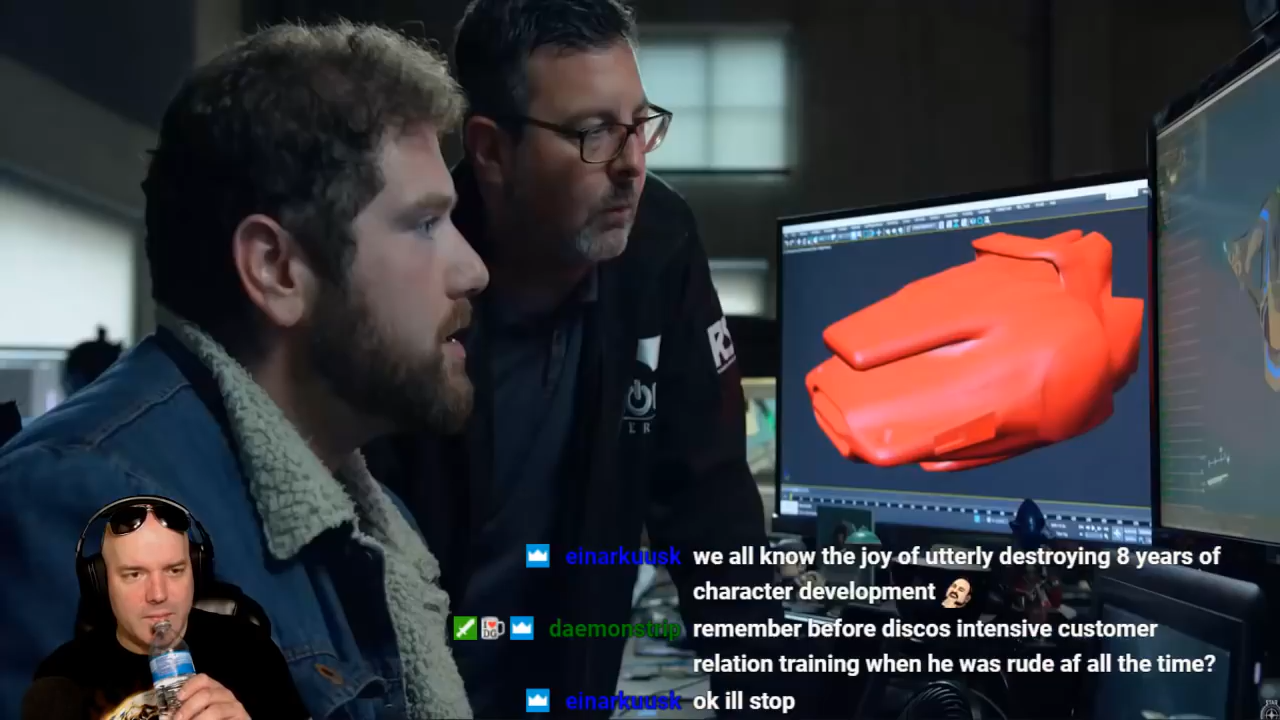 RS
einarkuusk we all know the joy of utterly destroying 8 years of
character development
daemonstrip remember before discos intensive customer
relation training when he was rude af all the time?
einarkuusk ok ill stop